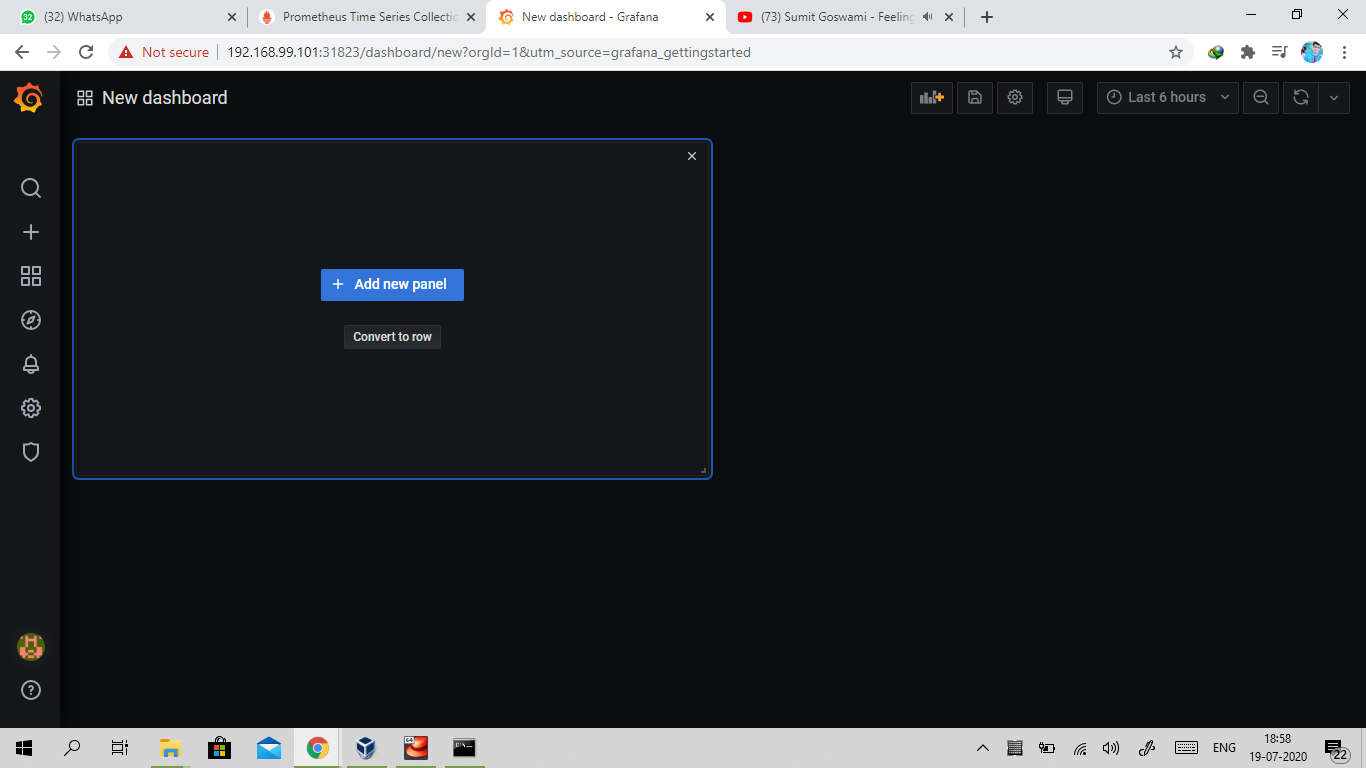 32
(32) WhatsApp
Prometheus Time Series Collectic
New dashboard - Grafana
(73) Sumit Goswami - Feeling
Not secure
192.168.99.101:31823/dashboard/new?orgId=1&utm_source=grafana_gettingstarted
New dashboard
Last 6 hours
Add new panel
Convert to row
ENG
18:58
19-07-2020
22